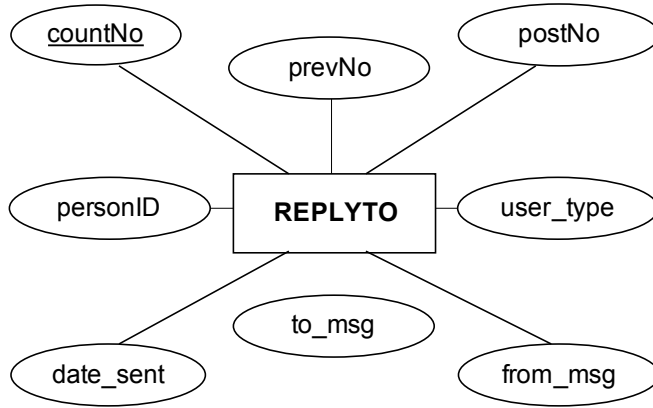 countNo
prevNo
postNo
personID
REPLYTO
user_type
to_msg
date_sent
from_msg